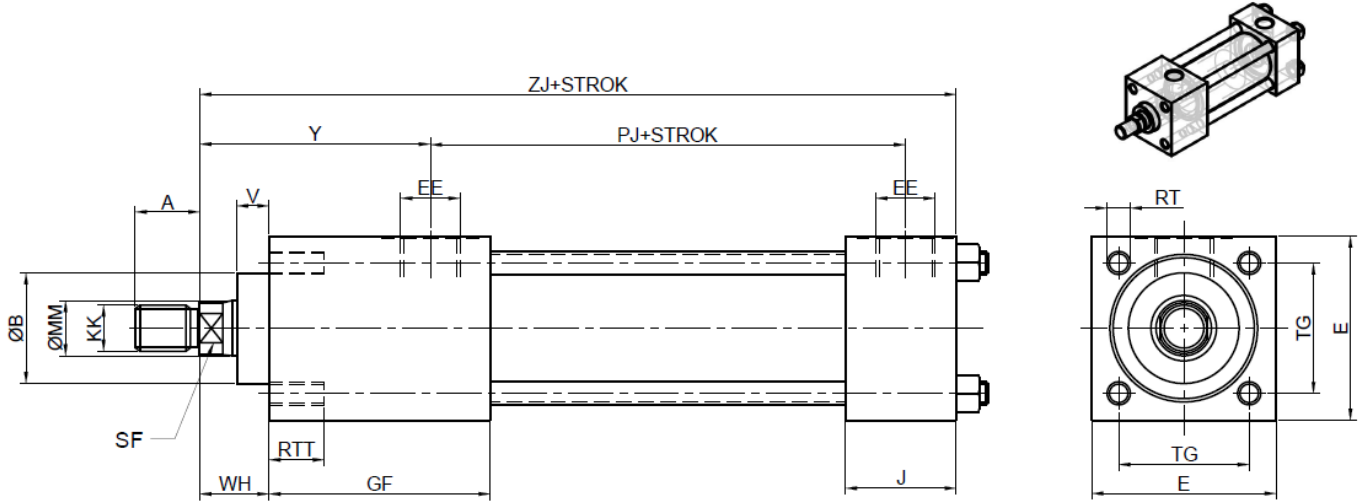 ZJ+STROK
Y
PJ+STROK
EE
EE
A
V
RT
ØB
ØMM
KK
TG
E
SF
RTT
WH
GF
J
TG
E